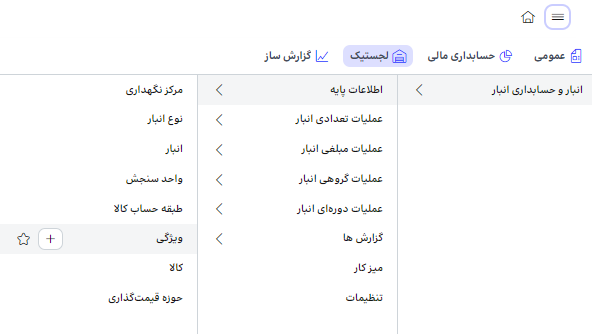 عمومی
حسابداری مالی
لجستیک
گزارش ساز
انبار و حسابداری انبار
اطلاعات پایه
عملیات تعدادی انبار
عملیات مبلغی انبار
عملیات گروهی انبار
عملیات دوره‌ای انبار
گزارش ها
میز کار
تنظیمات
مرکز نگهداری
نوع انبار
انبار
واحد سنجش
طبقه حساب کالا
ویژگی
کالا
حوزه قیمت‌گذاری